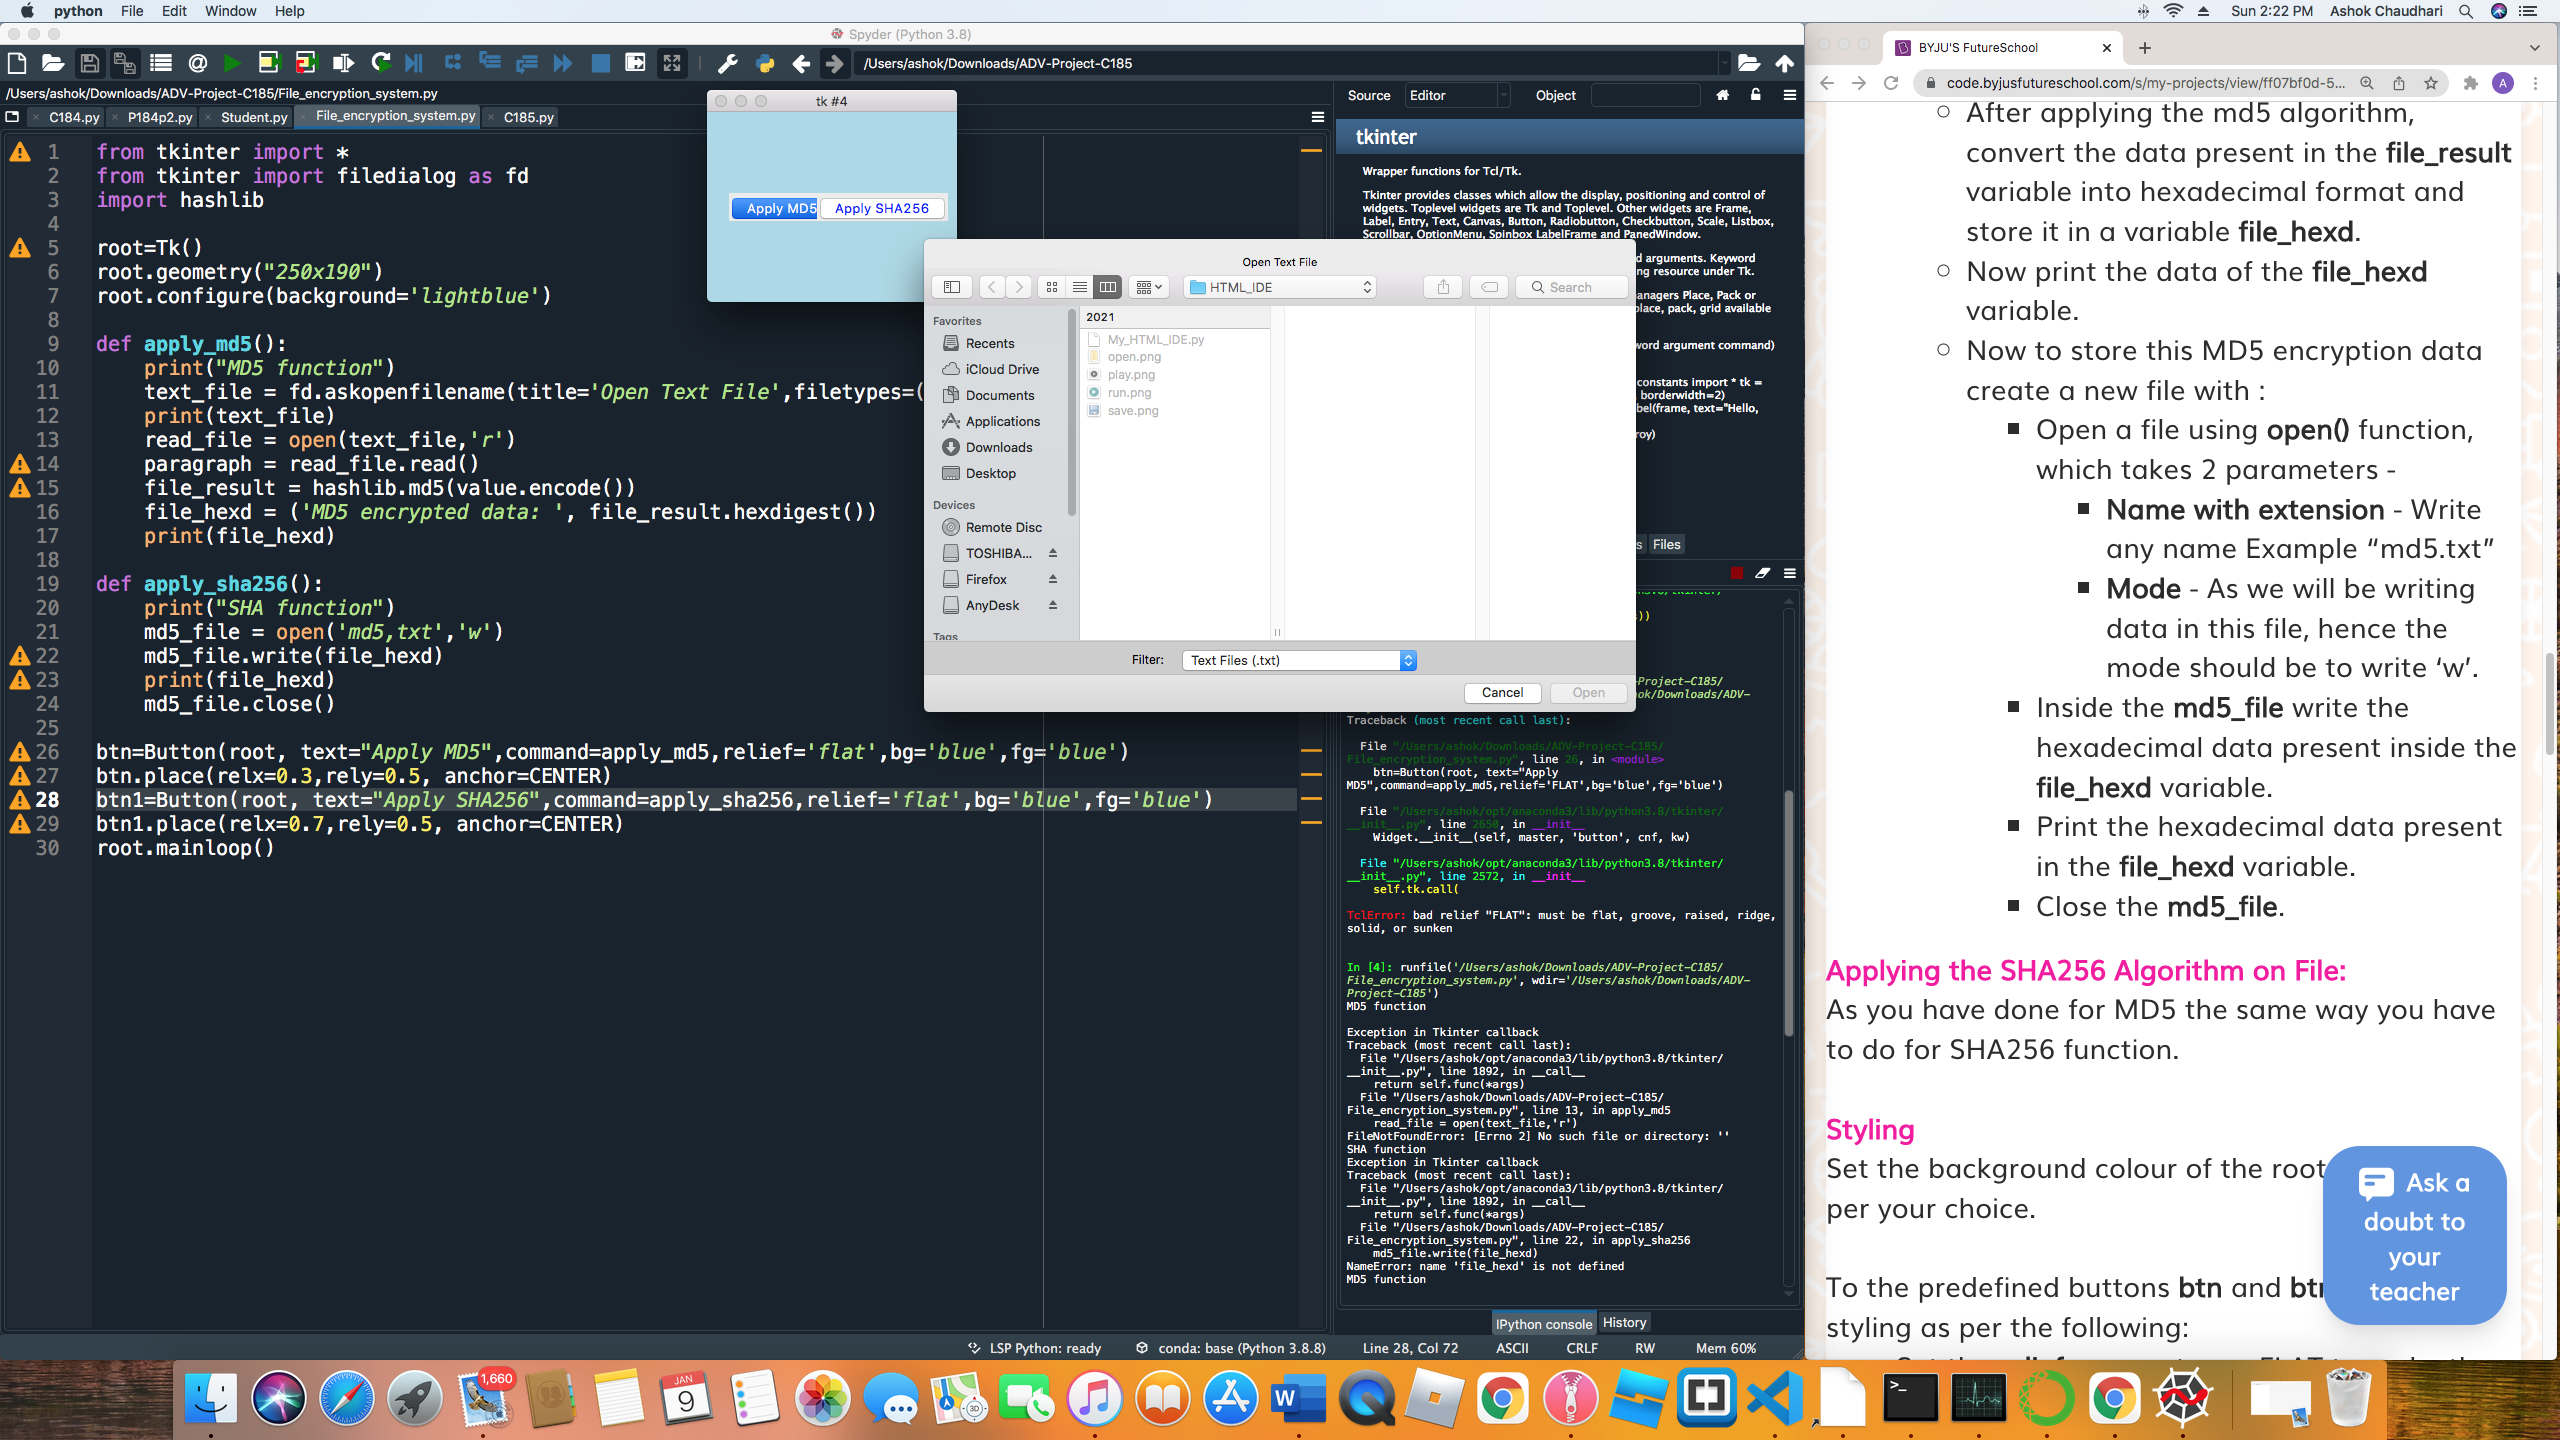 python File Edit Window Help
Sun 2:22 PM Ashok Chaudhari
Spyder (Python 3.8)
/Users/ashok/Downloads/ADV-Project-C185
/Users/ashok/Downloads/ADV-Project-C185/File_encryption_system.py
C184.py P184p2.py Student.py File_encryption_system.py C185.py
1 from tkinter import *
2 from tkinter import filedialog as fd
3 import hashlib
4
5 root=Tk()
6 root.geometry("250x190")
7 root.configure(background='lightblue')
8
9 def apply_md5():
10 print("MD5 function")
11 text_file = fd.askopenfilename(title='Open Text File',filetypes=(
12 print(text_file)
13 read_file = open(text_file,'r')
14 paragraph = read_file.read()
15 file_result = hashlib.md5(value.encode())
16 file_hexd = ('MD5 encrypted data: ', file_result.hexdigest())
17 print(file_hexd)
18
19 def apply_sha256():
20 print("SHA function")
21 md5_file = open('md5,txt','w')
22 md5_file.write(file_hexd)
23 print(file_hexd)
24 md5_file.close()
25
26 btn=Button(root, text="Apply MD5",command=apply_md5,relief='flat',bg='blue',fg='blue')
27 btn.place(relx=0.3,rely=0.5, anchor=CENTER)
28 btn1=Button(root, text="Apply SHA256",command=apply_sha256,relief='flat',bg='blue',fg='blue')
29 btn1.place(relx=0.7,rely=0.5, anchor=CENTER)
30 root.mainloop()
tk #4
Apply MD5 Apply SHA256
Open Text File
HTML_IDE
Search
Favorites
Recents
iCloud Drive
Documents
Applications
Downloads
Desktop
Devices
Remote Disc
TOSHIBA...
Firefox
AnyDesk
Tags
2021
My_HTML_IDE.py
open.png
play.png
run.png
save.png
Filter: Text Files (.txt)
Cancel Open
Source Editor Object
tkinter
Wrapper functions for Tcl/Tk.
Tkinter provides classes which allow the display, positioning and control of
widgets. Toplevel widgets are Tk and Toplevel. Other widgets are Frame,
Label, Entry, Text, Canvas, Button, Radiobutton, Checkbutton, Scale, Listbox,
Scrollbar, OptionMenu, Spinbox LabelFrame and PanedWindow.
d arguments. Keyword
ng resource under Tk.
anagers Place, Pack or
place, pack, grid available
word argument command)
constants import * tk =
, borderwidth=2)
bel(frame, text="Hello,
roy)
s Files
))
Project-C185/
ok/Downloads/ADV-
Traceback (most recent call last):
File "/Users/ashok/Downloads/ADV-Project-C185/
File_encryption_system.py", line 26, in <module>
btn=Button(root, text="Apply
MD5",command=apply_md5,relief='FLAT',bg='blue',fg='blue')
File "/Users/ashok/opt/anaconda3/lib/python3.8/tkinter/
__init__.py", line 2650, in __init__
Widget.__init__(self, master, 'button', cnf, kw)
File "/Users/ashok/opt/anaconda3/lib/python3.8/tkinter/
__init__.py", line 2572, in __init__
self.tk.call(
TclError: bad relief "FLAT": must be flat, groove, raised, ridge,
solid, or sunken
In [4]: runfile('/Users/ashok/Downloads/ADV-Project-C185/
File_encryption_system.py', wdir='/Users/ashok/Downloads/ADV-
Project-C185')
MD5 function
Exception in Tkinter callback
Traceback (most recent call last):
File "/Users/ashok/opt/anaconda3/lib/python3.8/tkinter/
__init__.py", line 1892, in __call__
return self.func(*args)
File "/Users/ashok/Downloads/ADV-Project-C185/
File_encryption_system.py", line 13, in apply_md5
read_file = open(text_file,'r')
FileNotFoundError: [Errno 2] No such file or directory: ''
SHA function
Exception in Tkinter callback
Traceback (most recent call last):
File "/Users/ashok/opt/anaconda3/lib/python3.8/tkinter/
__init__.py", line 1892, in __call__
return self.func(*args)
File "/Users/ashok/Downloads/ADV-Project-C185/
File_encryption_system.py", line 22, in apply_sha256
md5_file.write(file_hexd)
NameError: name 'file_hexd' is not defined
MD5 function
IPython console History
LSP Python: ready conda: base (Python 3.8.8) Line 28, Col 72 ASCII CRLF RW Mem 60%
BYJU'S FutureSchool
code.byjusfutureschool.com/s/my-projects/view/ff07bf0d-5...
A
After applying the md5 algorithm,
convert the data present in the file_result
variable into hexadecimal format and
store it in a variable file_hexd.
Now print the data of the file_hexd
variable.
Now to store this MD5 encryption data
create a new file with :
Open a file using open() function,
which takes 2 parameters -
Name with extension - Write
any name Example “md5.txt”
Mode - As we will be writing
data in this file, hence the
mode should be to write ‘w’.
Inside the md5_file write the
hexadecimal data present inside the
file_hexd variable.
Print the hexadecimal data present
in the file_hexd variable.
Close the md5_file.
Applying the SHA256 Algorithm on File:
As you have done for MD5 the same way you have
to do for SHA256 function.
Styling
Set the background colour of the root
per your choice.
To the predefined buttons btn and
styling as per the following:
Ask a
doubt to
your
teacher
1,660
JAN
9
3D
W